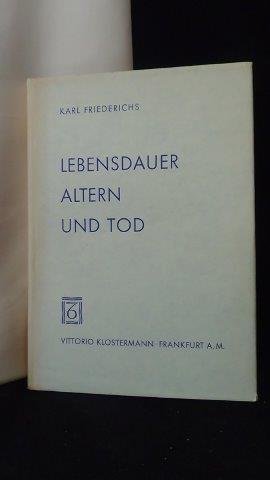 KARL FRIEDERICHS
LEBENSDAUER
ALTERN
UND TOD
VITTORIO KLOSTERMANN · FRANKFURT A. M.